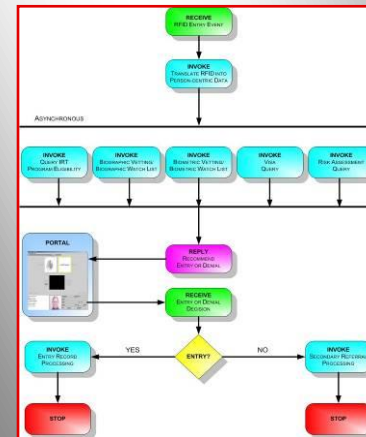 RECEIVE
RFID ENTRY EVENT
INVOKE
TRANSLATE RFID INTO
PERSON-CENTRIC DATA
ASYNCHRONOUS
INVOKE
QUERY IRT
PROGRAM ELIGIBILITY
INVOKE
BIOGRAPHIC VETTING/
BIOGRAPHIC WATCH LIST
INVOKE
BIOMETRIC VETTING/
BIOMETRIC WATCH LIST
INVOKE
VISA
QUERY
INVOKE
RISK ASSESSMENT
QUERY
PORTAL
REPLY
RECOMMEND
ENTRY OR DENIAL
RECEIVE
ENTRY OR DENIAL
DECISION
INVOKE
ENTRY RECORD
PROCESSING
YES
ENTRY?
NO
INVOKE
SECONDARY REFERRAL
PROCESSING
STOP
STOP